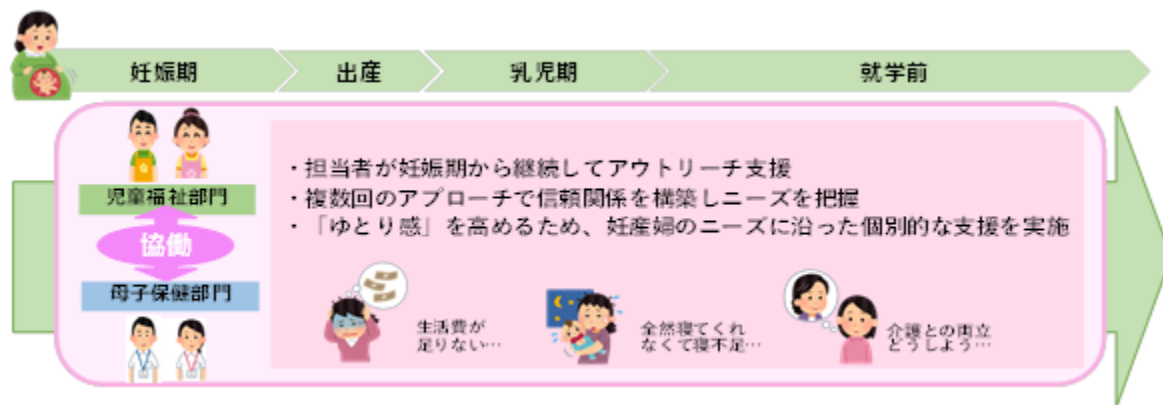 妊娠期
出産
乳児期
就学前
児童福祉部門
協働
母子保健部門
・担当者が妊娠期から継続してアウトリーチ支援
・複数回のアプローチで信頼関係を構築しニーズを把握
・「ゆとり感」を高めるため、妊産婦のニーズに沿った個別的な支援を実施
生活費が
足りない…
全然寝てくれ
なくて寝不足…
介護との両立
どうしよう…